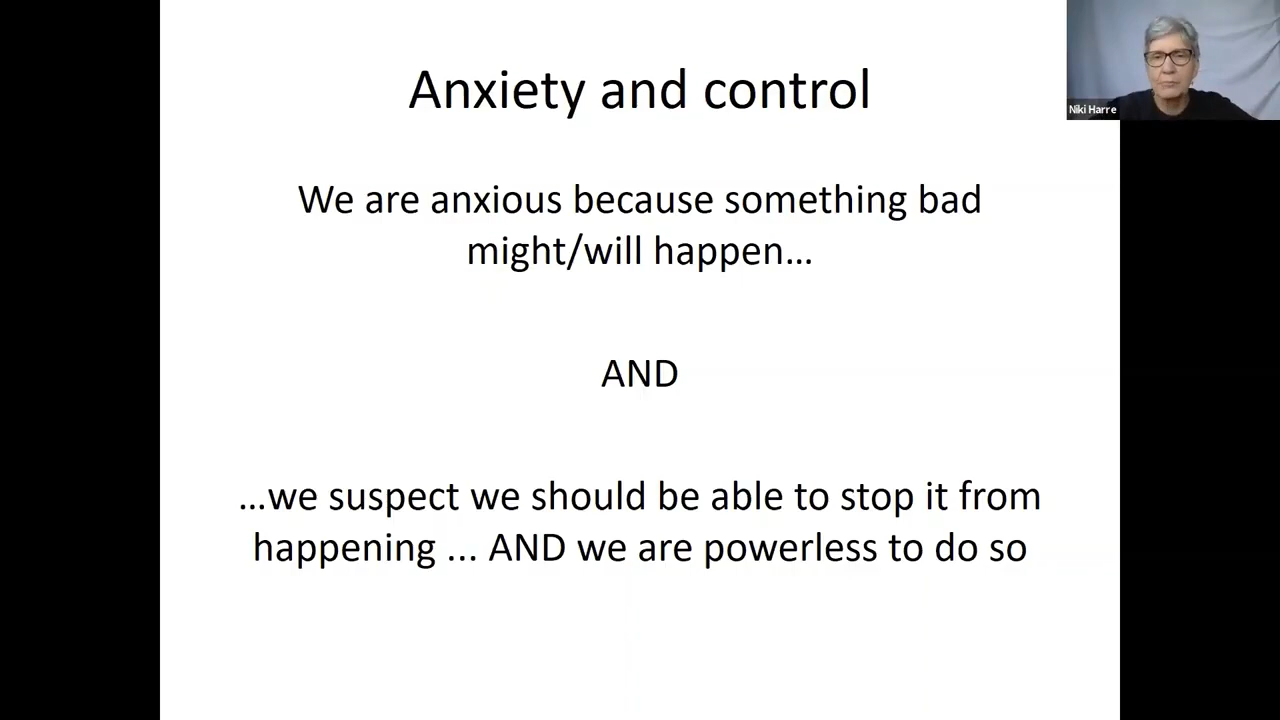 Anxiety and control
Niki Harre
We are anxious because something bad
might/will happen…
AND
…we suspect we should be able to stop it from
happening ... AND we are powerless to do so